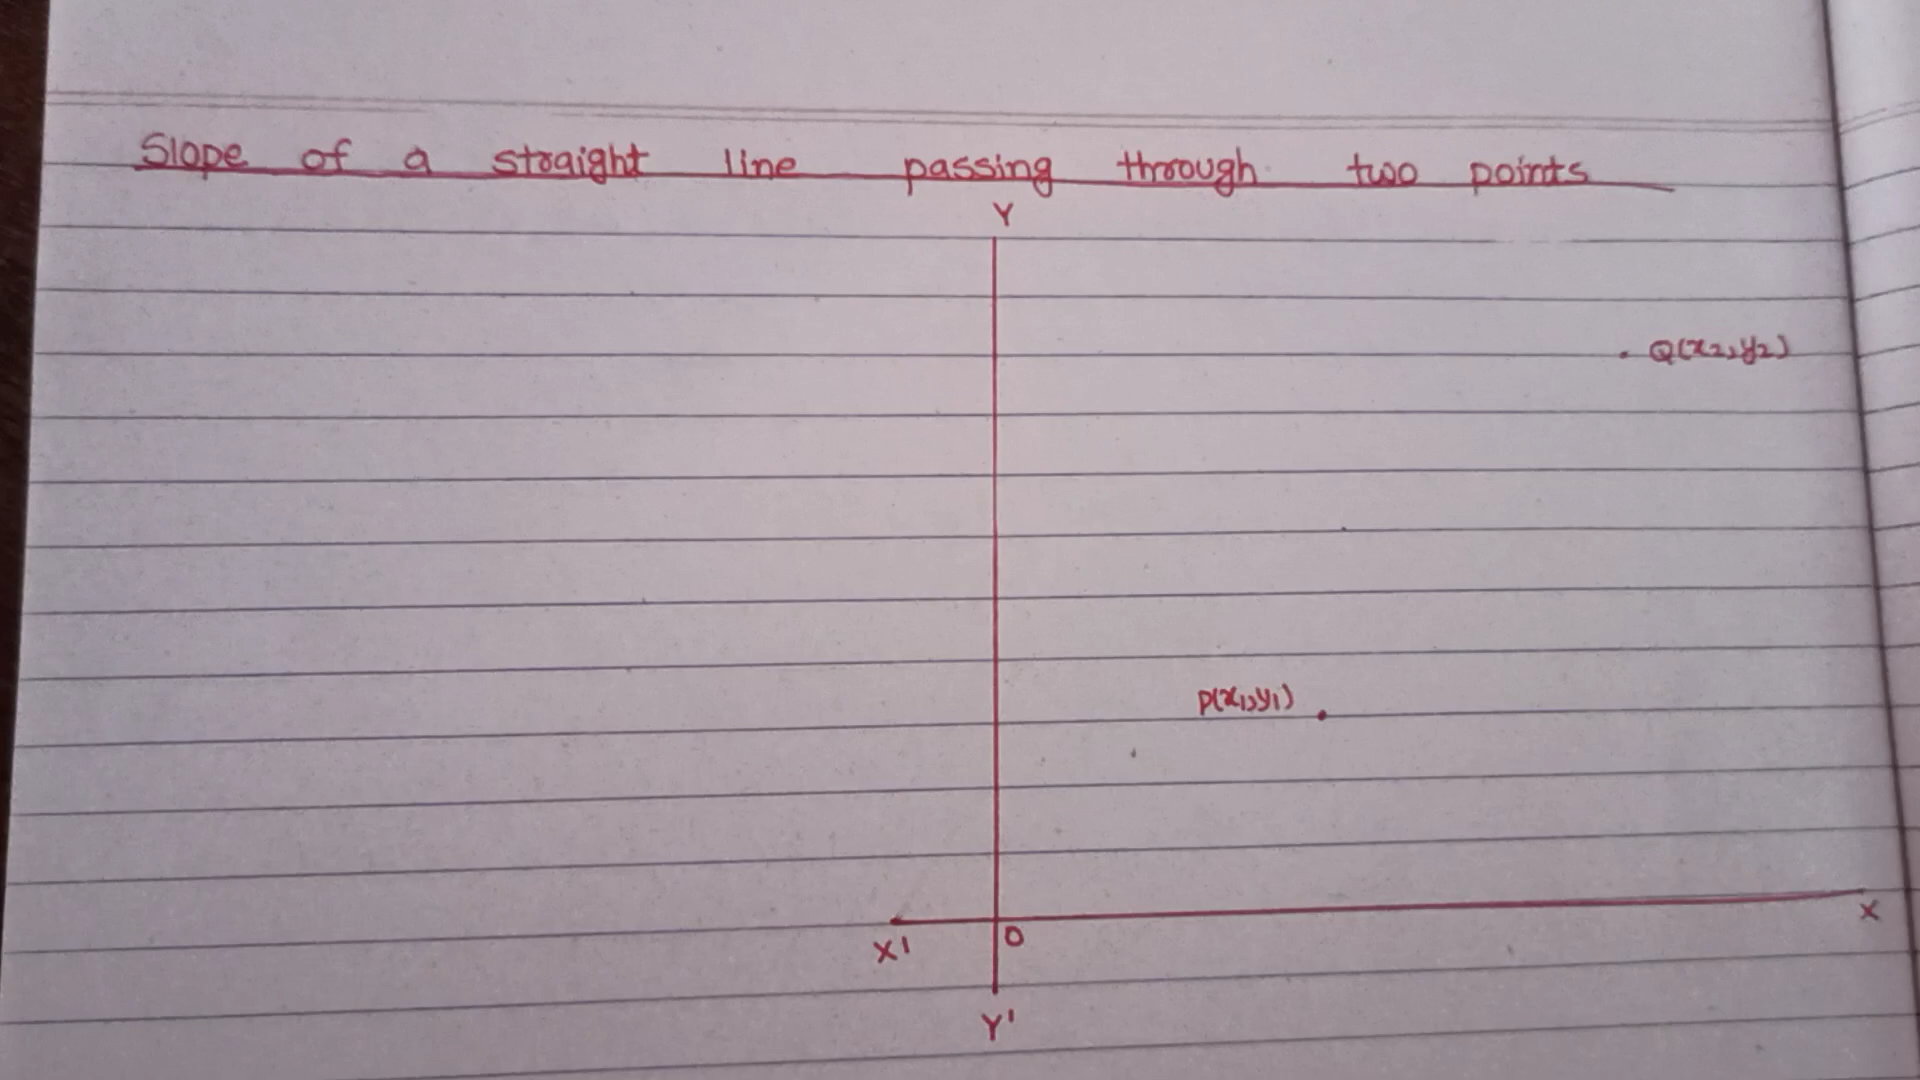 Slope of a straight line passing through two points
Y
Q(x2,y2)
P(x1,y1)
X' O X
Y'